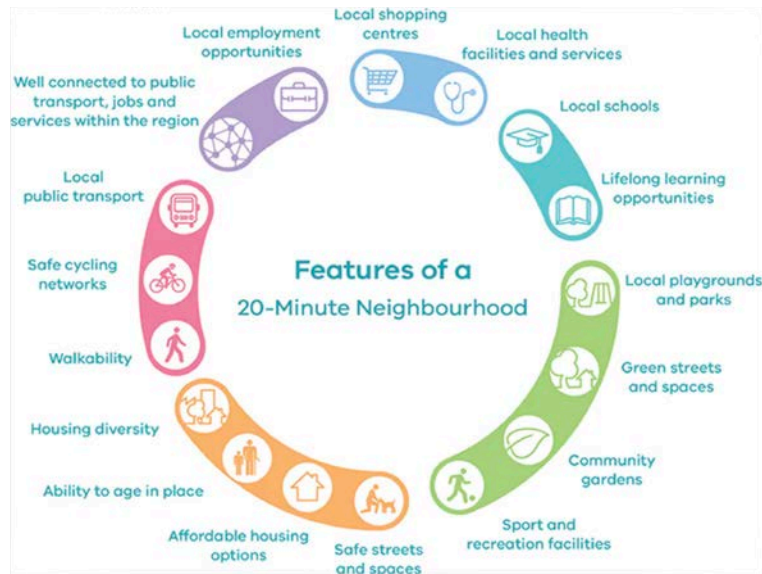 Features of a
20-Minute Neighbourhood
Local shopping
centres
Local health
facilities and services
Local schools
Lifelong learning
opportunities
Local playgrounds
and parks
Green streets
and spaces
Community
gardens
Sport and
recreation facilities
Safe streets
and spaces
Affordable housing
options
Ability to age in place
Housing diversity
Walkability
Safe cycling
networks
Local
public transport
Well connected to public
transport, jobs and
services within the region
Local employment
opportunities